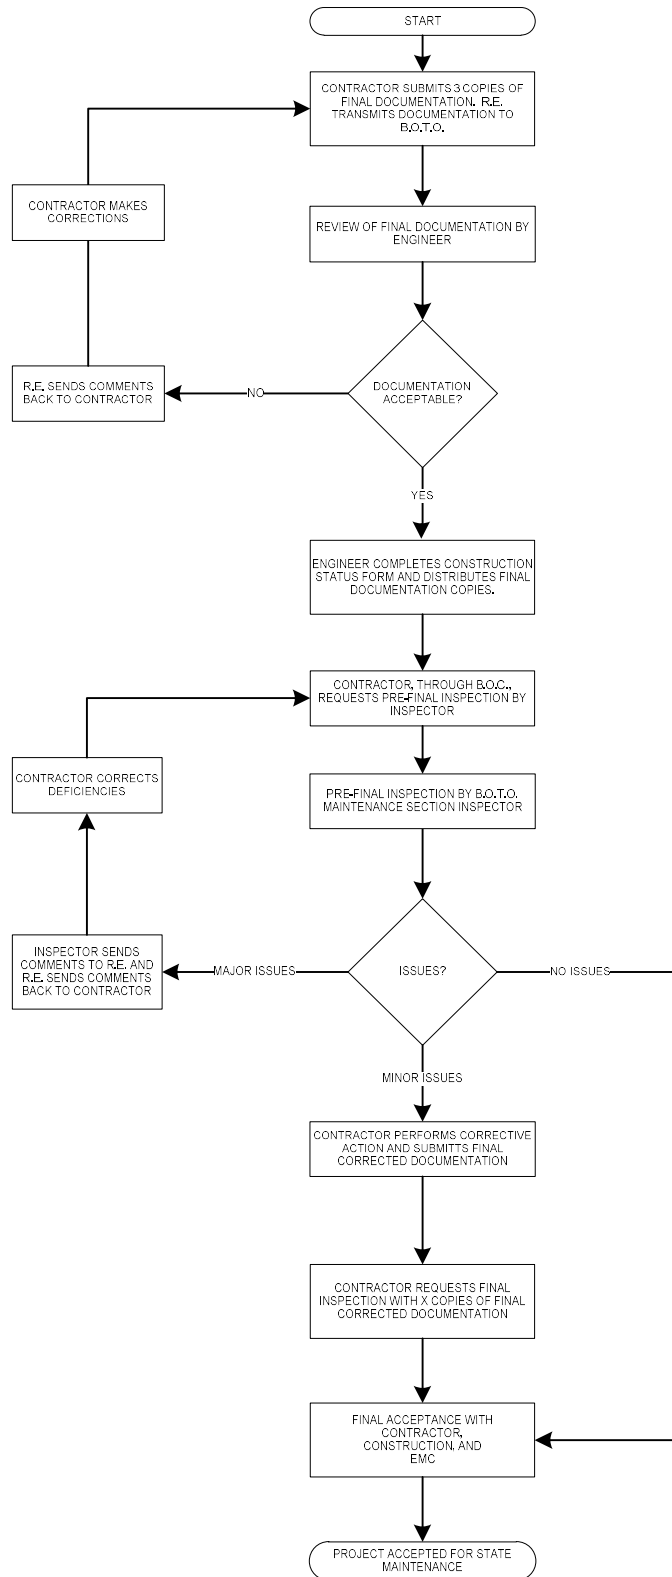 START
CONTRACTOR SUBMITS 3 COPIES OF
FINAL DOCUMENTATION. R.E.
TRANSMITS DOCUMENTATION TO
B.O.T.O.
CONTRACTOR MAKES
CORRECTIONS
REVIEW OF FINAL DOCUMENTATION BY
ENGINEER
R.E. SENDS COMMENTS
BACK TO CONTRACTOR
NO
DOCUMENTATION
ACCEPTABLE?
YES
ENGINEER COMPLETES CONSTRUCTION
STATUS FORM AND DISTRIBUTES FINAL
DOCUMENTATION COPIES.
CONTRACTOR, THROUGH B.O.C.,
REQUESTS PRE-FINAL INSPECTION BY
INSPECTOR
CONTRACTOR CORRECTS
DEFICIENCIES
PRE-FINAL INSPECTION BY B.O.T.O.
MAINTENANCE SECTION INSPECTOR
INSPECTOR SENDS
COMMENTS TO R.E. AND
R.E. SENDS COMMENTS
BACK TO CONTRACTOR
MAJOR ISSUES
ISSUES?
NO ISSUES
MINOR ISSUES
CONTRACTOR PERFORMS CORRECTIVE
ACTION AND SUBMITTS FINAL
CORRECTED DOCUMENTATION
CONTRACTOR REQUESTS FINAL
INSPECTION WITH X COPIES OF FINAL
CORRECTED DOCUMENTATION
FINAL ACCEPTANCE WITH
CONTRACTOR,
CONSTRUCTION, AND
EMC
PROJECT ACCEPTED FOR STATE
MAINTENANCE